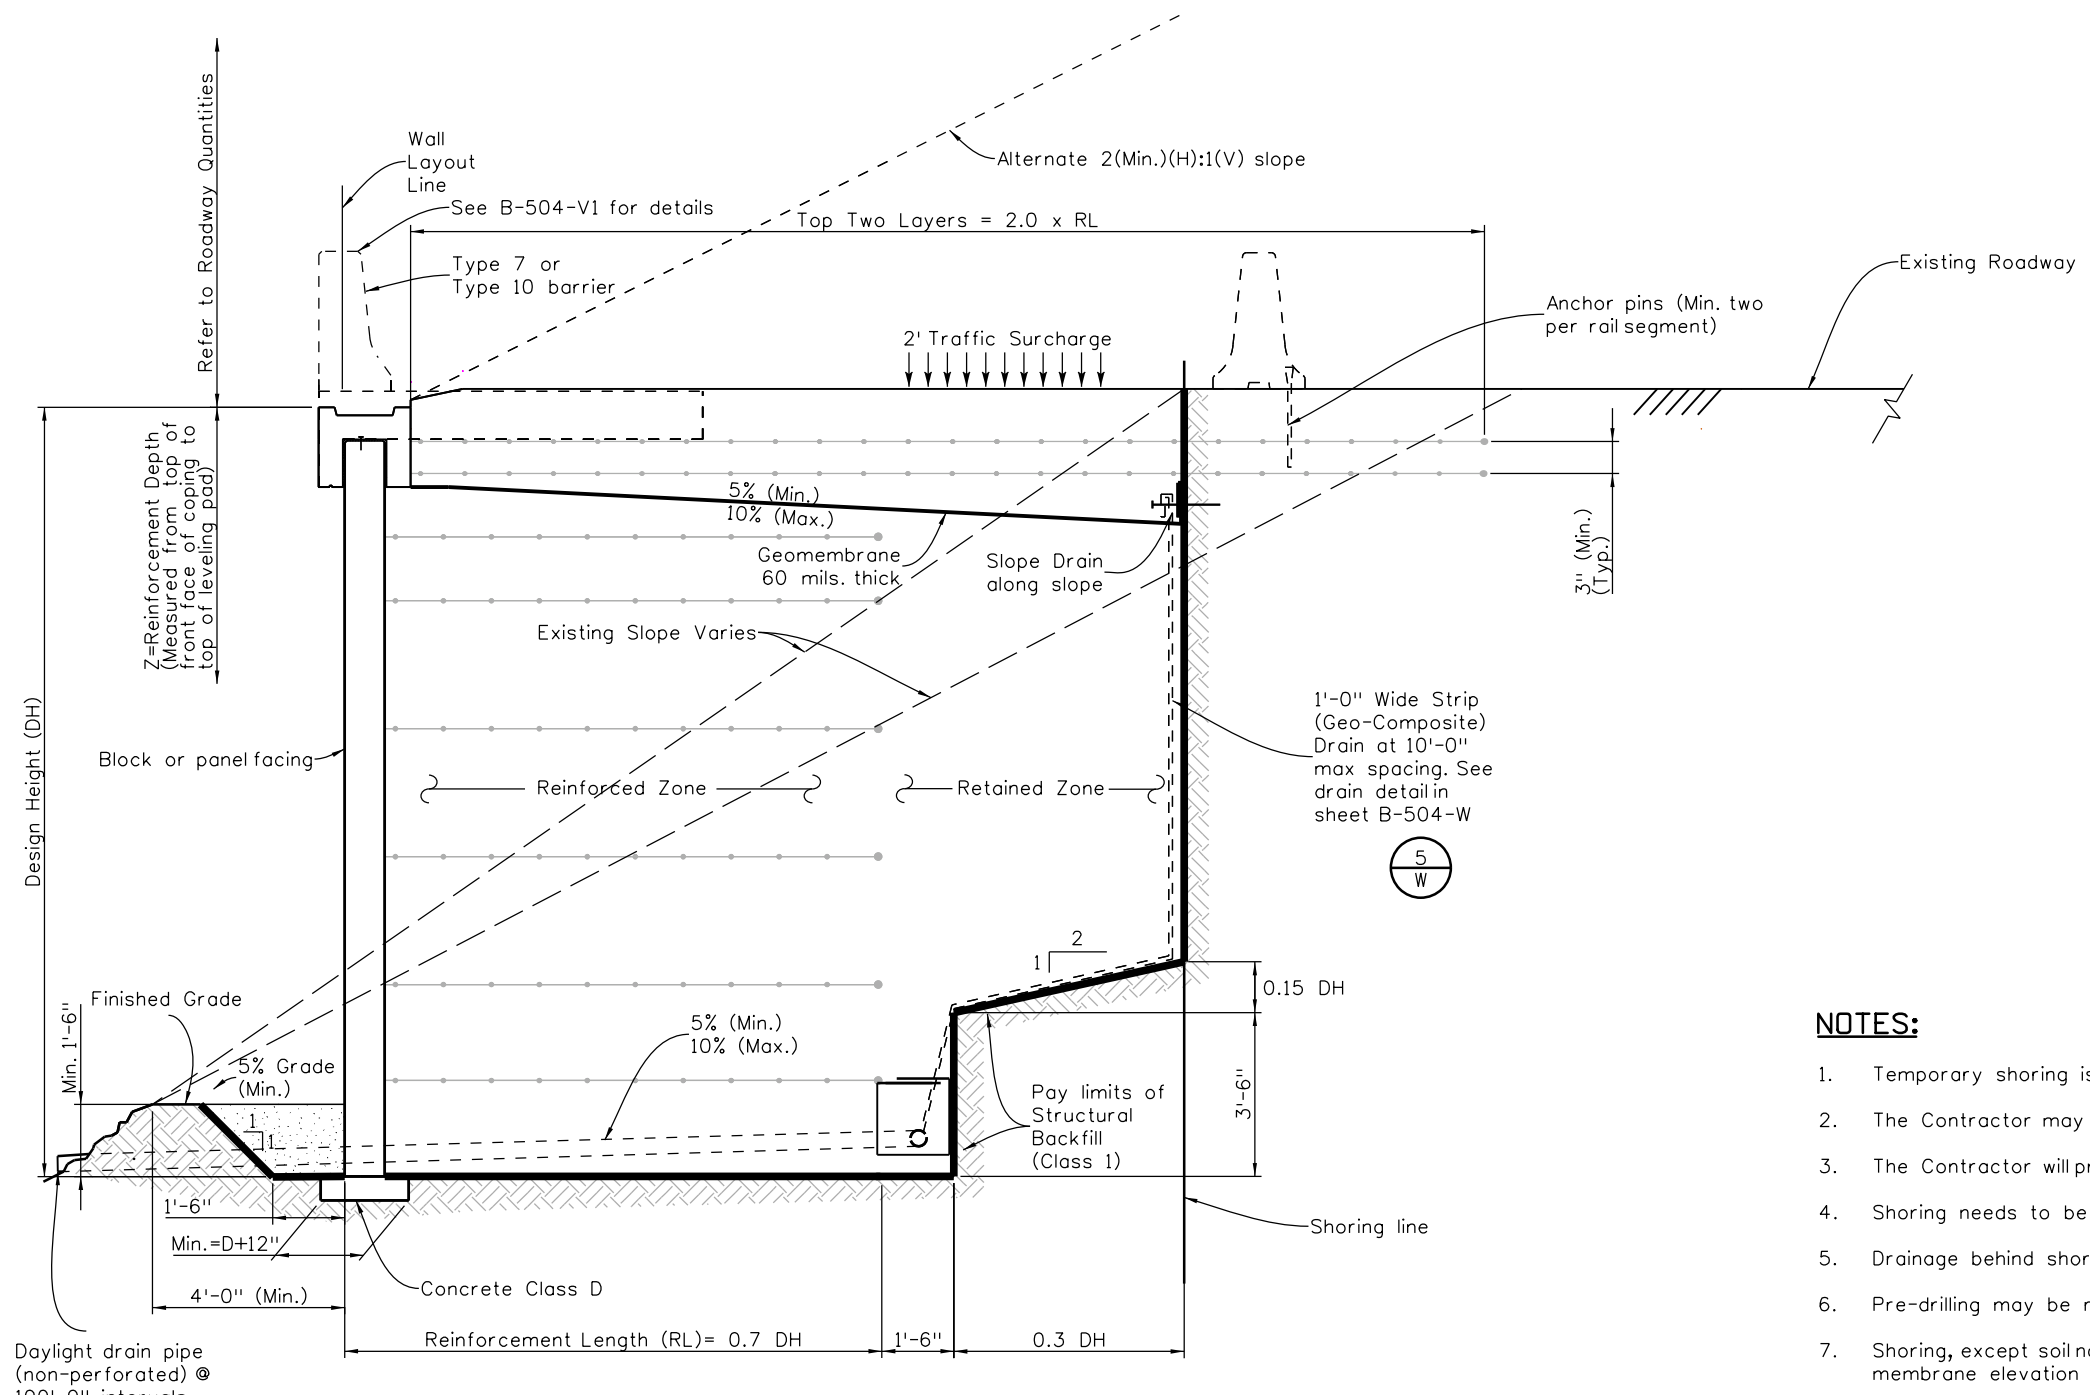 Refer to Roadway Quantities
Wall
Layout
Line
See B-504-V1 for details
Type 7 or
Type 10 barrier
Alternate 2(Min.)(H):1(V) slope
Top Two Layers = 2.0 x RL
2' Traffic Surcharge
Existing Roadway
Anchor pins (Min. two
per rail segment)
Z=Reinforcement Depth
(Measured from top of
front face of coping to
top of leveling pad)
5% (Min.)
10% (Max.)
Geomembrane
60 mils. thick
Slope Drain
along slope
3" (Min.)
(Typ.)
Existing Slope Varies
Design Height (DH)
Block or panel facing
Reinforced Zone
Retained Zone
1'-0" Wide Strip
(Geo-Composite)
Drain at 10'-0"
max spacing. See
drain detail in
sheet B-504-W
5
W
2
1
0.15 DH
Finished Grade
Min. 1'-6"
5% Grade
(Min.)
1
1
5% (Min.)
10% (Max.)
Pay limits of
Structural
Backfill
(Class 1)
3'-6"
1'-6"
Min.=D+12"
4'-0" (Min.)
Concrete Class D
Shoring line
Reinforcement Length (RL)= 0.7 DH
1'-6"
0.3 DH
Daylight drain pipe
(non-perforated) @
NOTES:
1. Temporary shoring is
2. The Contractor may
3. The Contractor will
4. Shoring needs to be
5. Drainage behind
6. Pre-drilling may be
7. Shoring, except soil
membrane elevation